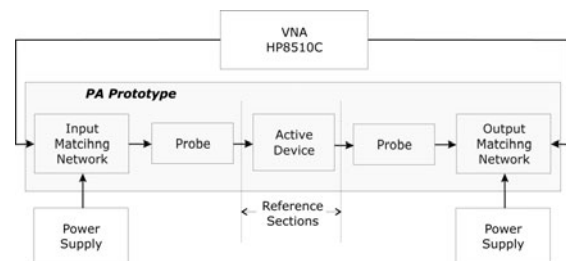 VNA
HP8510C
PA Prototype
Input
Matcihng
Network
Probe
Active
Device
Probe
Output
Matcihng
Network
Reference
Sections
Power
Supply
Power
Supply